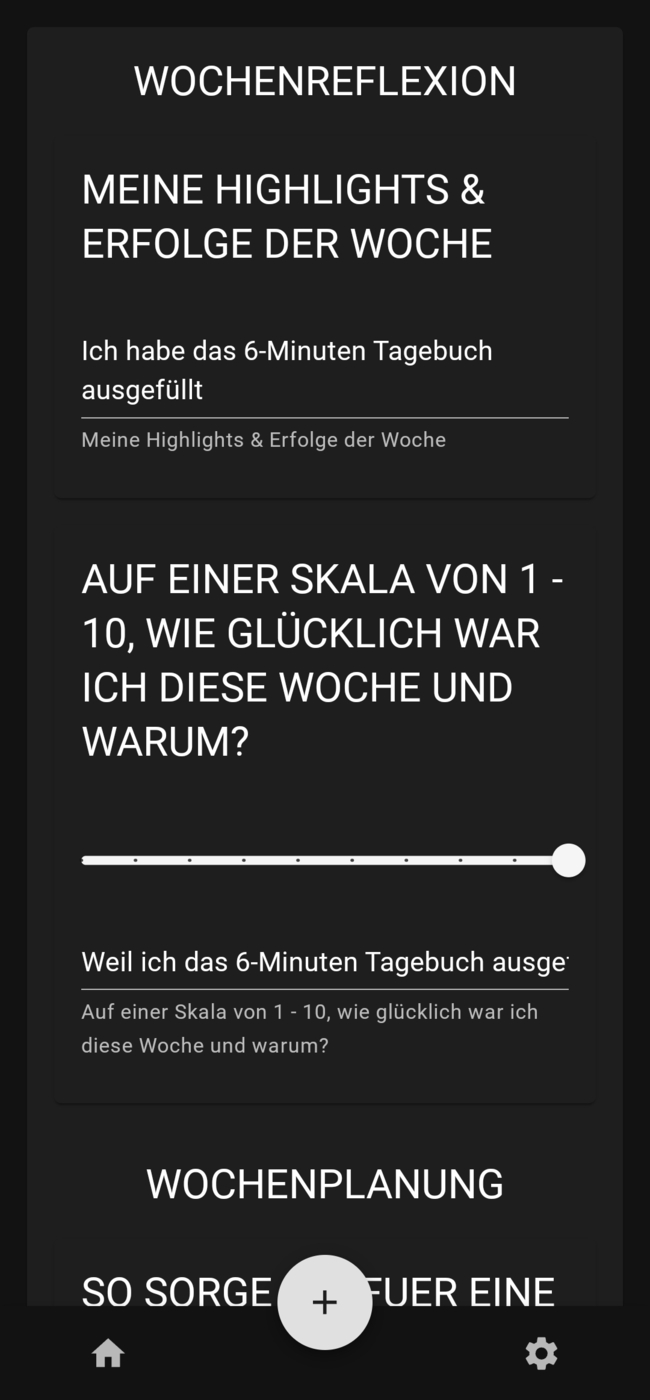 WOCHENREFLEXION
MEINE HIGHLIGHTS &
ERFOLGE DER WOCHE
Ich habe das 6-Minuten Tagebuch
ausgefüllt
Meine Highlights & Erfolge der Woche
AUF EINER SKALA VON 1 -
10, WIE GLÜCKLICH WAR
ICH DIESE WOCHE UND
WARUM?
Weil ich das 6-Minuten Tagebuch
Auf einer Skala von 1 - 10, wie glücklich war ich
diese Woche und warum?
WOCHENPLANUNG
SO SORGE FUER EINE